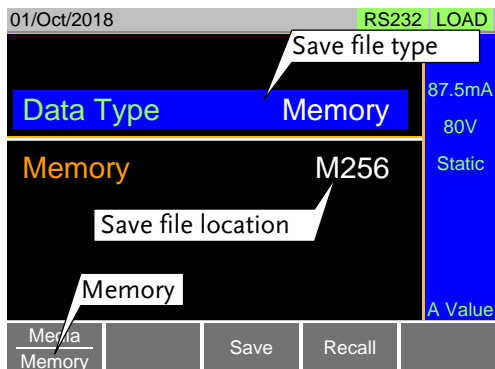 01/Oct/2018 RS232 LOAD
Save file type
Data Type Memory
87.5mA
80V
Static
Memory M256
Save file location
Memory
A Value
Media
Memory
Save
Recall